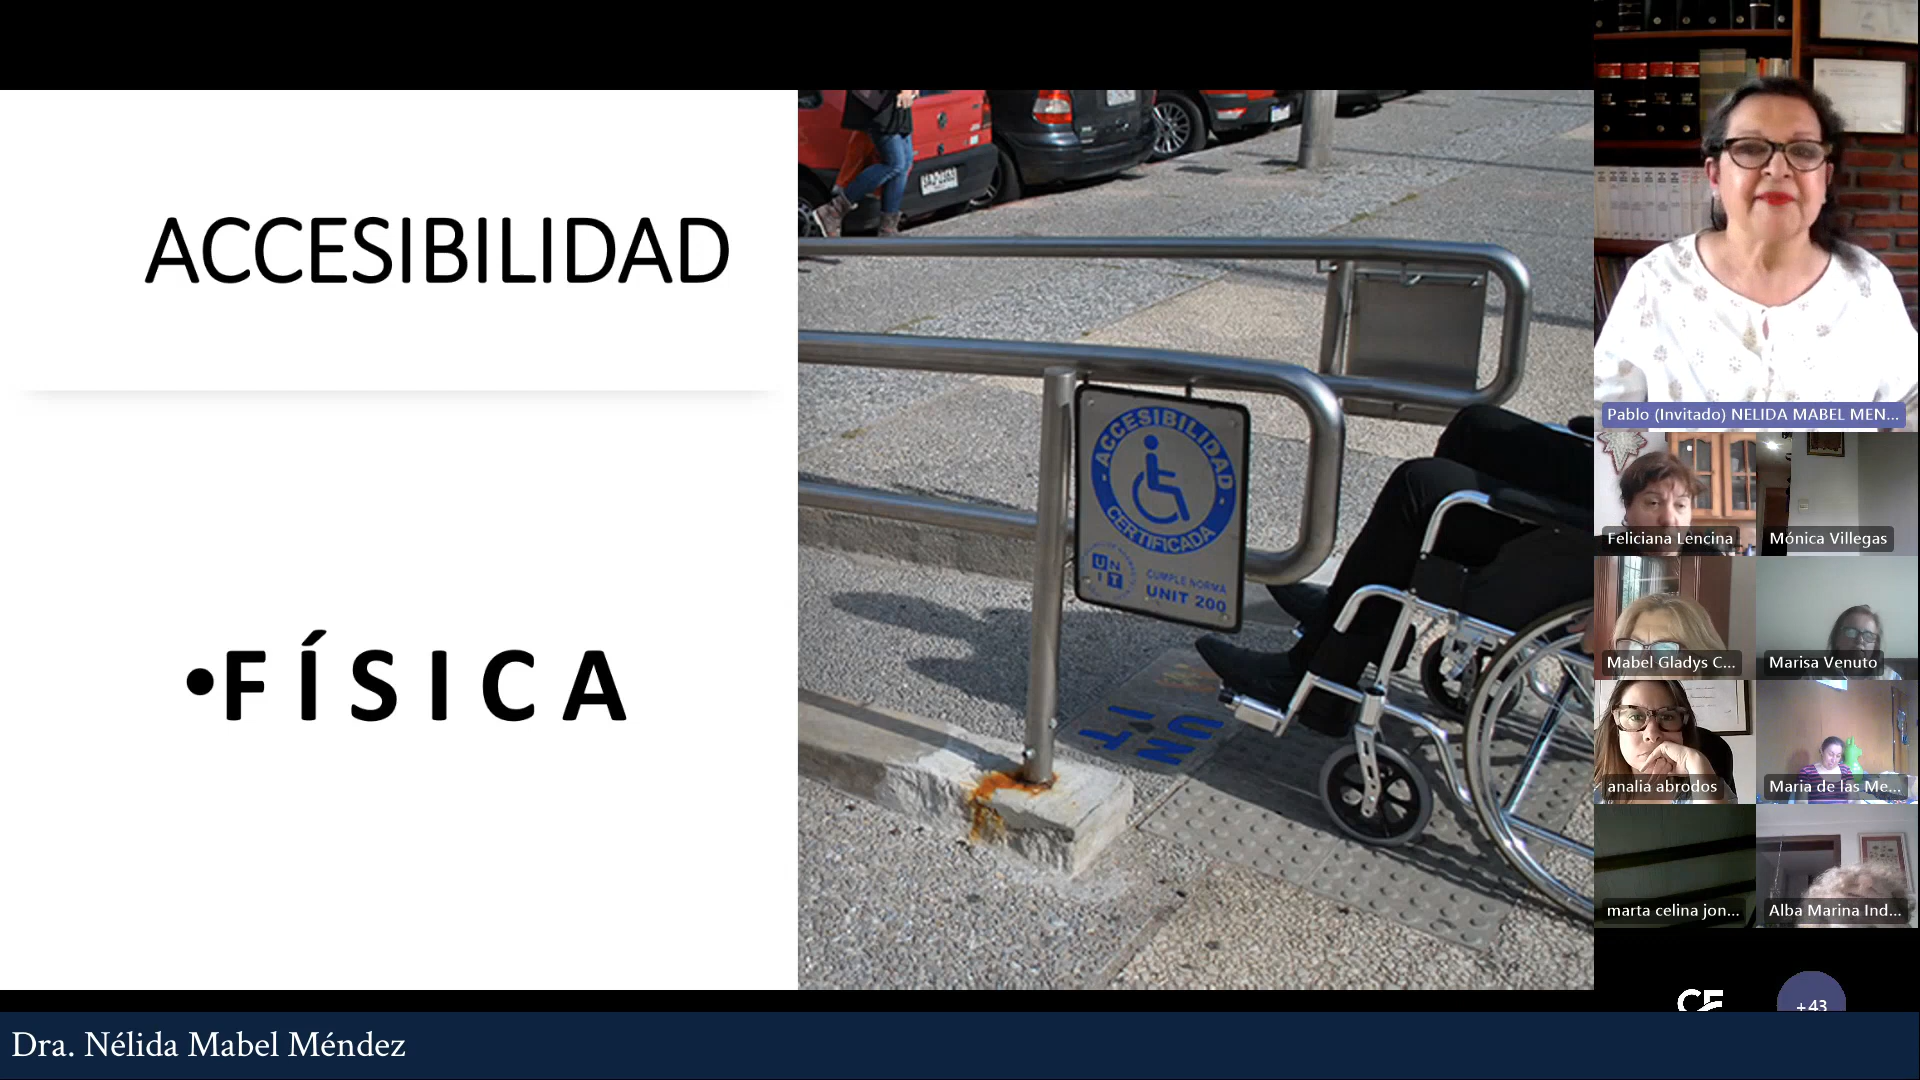 ACCESIBILIDAD
•FÍSICA
ACCESIBILIDAD
CERTIFICADA
UNIT
CUMPLE NORMA
UNIT 200
UNIT
Pablo (Invitado) NELIDA MABEL MEN...
Feliciana Lencina
Mónica Villegas
Mabel Gladys C...
Marisa Venuto
analia abrodos
Maria de las Me...
marta celina jon...
Alba Marina Ind...
CF
+43
Dra. Nélida Mabel Méndez